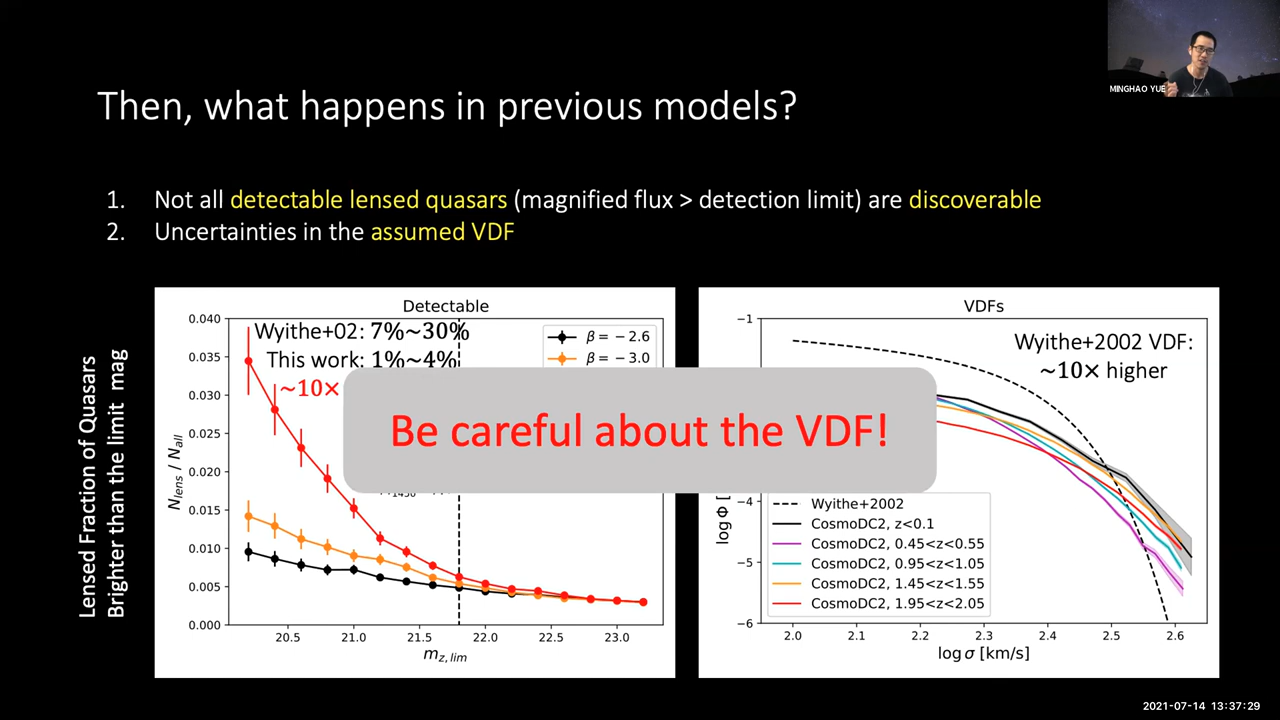 MINGHAO YUE
Then, what happens in previous models?
1. Not all detectable lensed quasars (magnified flux > detection limit) are discoverable
2. Uncertainties in the assumed VDF
Lensed Fraction of Quasars
Brighter than the limit mag
Detectable
Wyithe+02: 7%~30%
This work: 1%~4%
~10×
β = −2.6
β = −3.0
N_lens / N_all
0.040
0.035
0.030
0.025
0.020
0.015
0.010
0.005
0.000
1450
20.5 21.0 21.5 22.0 22.5 23.0
m_z,lim
Be careful about the VDF!
VDFs
Wyithe+2002 VDF:
~10× higher
−1
−4
−5
−6
log Φ [
Wyithe+2002
CosmoDC2, z<0.1
CosmoDC2, 0.45<z<0.55
CosmoDC2, 0.95<z<1.05
CosmoDC2, 1.45<z<1.55
CosmoDC2, 1.95<z<2.05
2.0 2.1 2.2 2.3 2.4 2.5 2.6
log σ [km/s]
2021-07-14 13:37:29